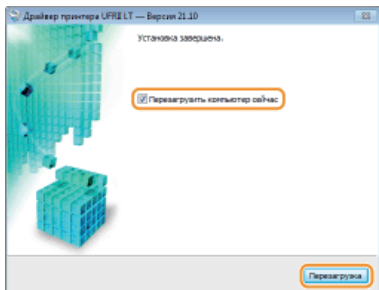 Драйвер принтера UFRII LT — Версия 21.10
Установка завершена.
Перезагрузить компьютер сейчас
Перезагрузка